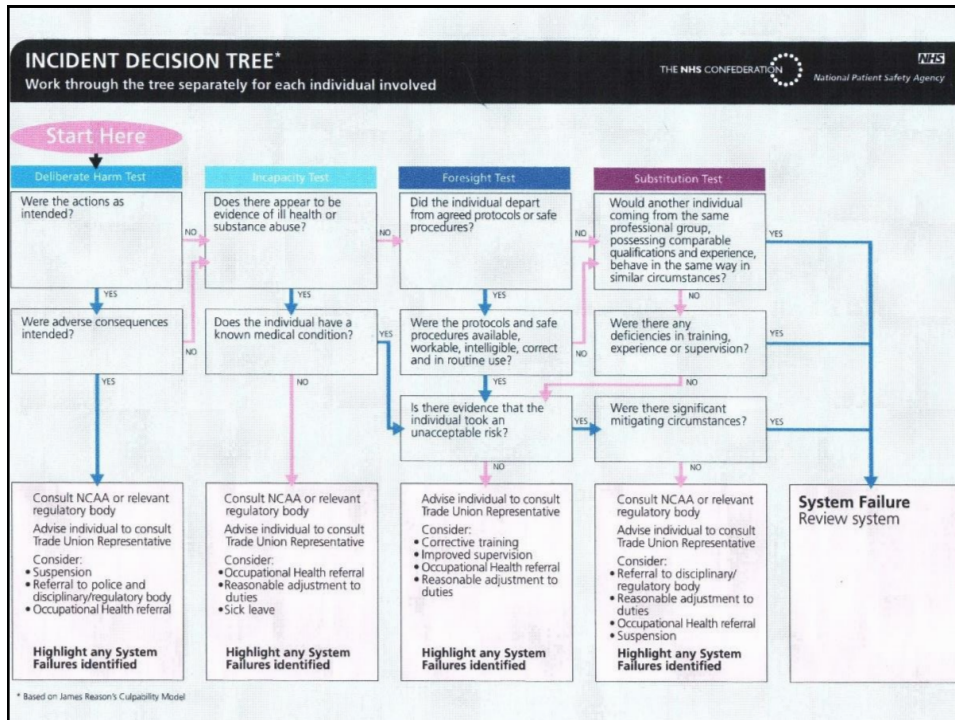 INCIDENT DECISION TREE*
Work through the tree separately for each individual involved
THE NHS CONFEDERATION
NHS
National Patient Safety Agency
Start Here
Deliberate Harm Test
Were the actions as
intended?
NO
YES
Were adverse consequences
intended?
NO
YES
Consult NCAA or relevant
regulatory body
Advise individual to consult
Trade Union Representative
Consider:
•Suspension
•Referral to police and
disciplinary/regulatory body
•Occupational Health referral
Highlight any System
Failures identified
Incapacity Test
Does there appear to be
evidence of ill health or
substance abuse?
NO
YES
Does the individual have a
known medical condition?
YES
NO
Consult NCAA or relevant
regulatory body
Advise individual to consult
Trade Union Representative
Consider:
•Occupational Health referral
•Reasonable adjustment to
duties
•Sick leave
Highlight any System
Failures identified
Foresight Test
Did the individual depart
from agreed protocols or safe
procedures?
NO
YES
Were the protocols and safe
procedures available,
workable, intelligible, correct
and in routine use?
NO
YES
Is there evidence that the
individual took an
unacceptable risk?
YES
NO
Advise individual to consult
Trade Union Representative
Consider:
•Corrective training
•Improved supervision
•Occupational Health referral
•Reasonable adjustment to
duties
Highlight any System
Failures identified
Substitution Test
Would another individual
coming from the same
professional group,
possessing comparable
qualifications and experience,
behave in the same way in
similar circumstances?
YES
NO
Were there any
deficiencies in training,
experience or supervision?
YES
NO
Were there significant
mitigating circumstances?
YES
NO
Consult NCAA or relevant
regulatory body
Advise individual to consult
Trade Union Representative
Consider:
•Referral to disciplinary/
regulatory body
•Reasonable adjustment to
duties
•Occupational Health referral
•Suspension
Highlight any System
Failures identified
System Failure
Review system
* Based on James Reason's Culpability Model